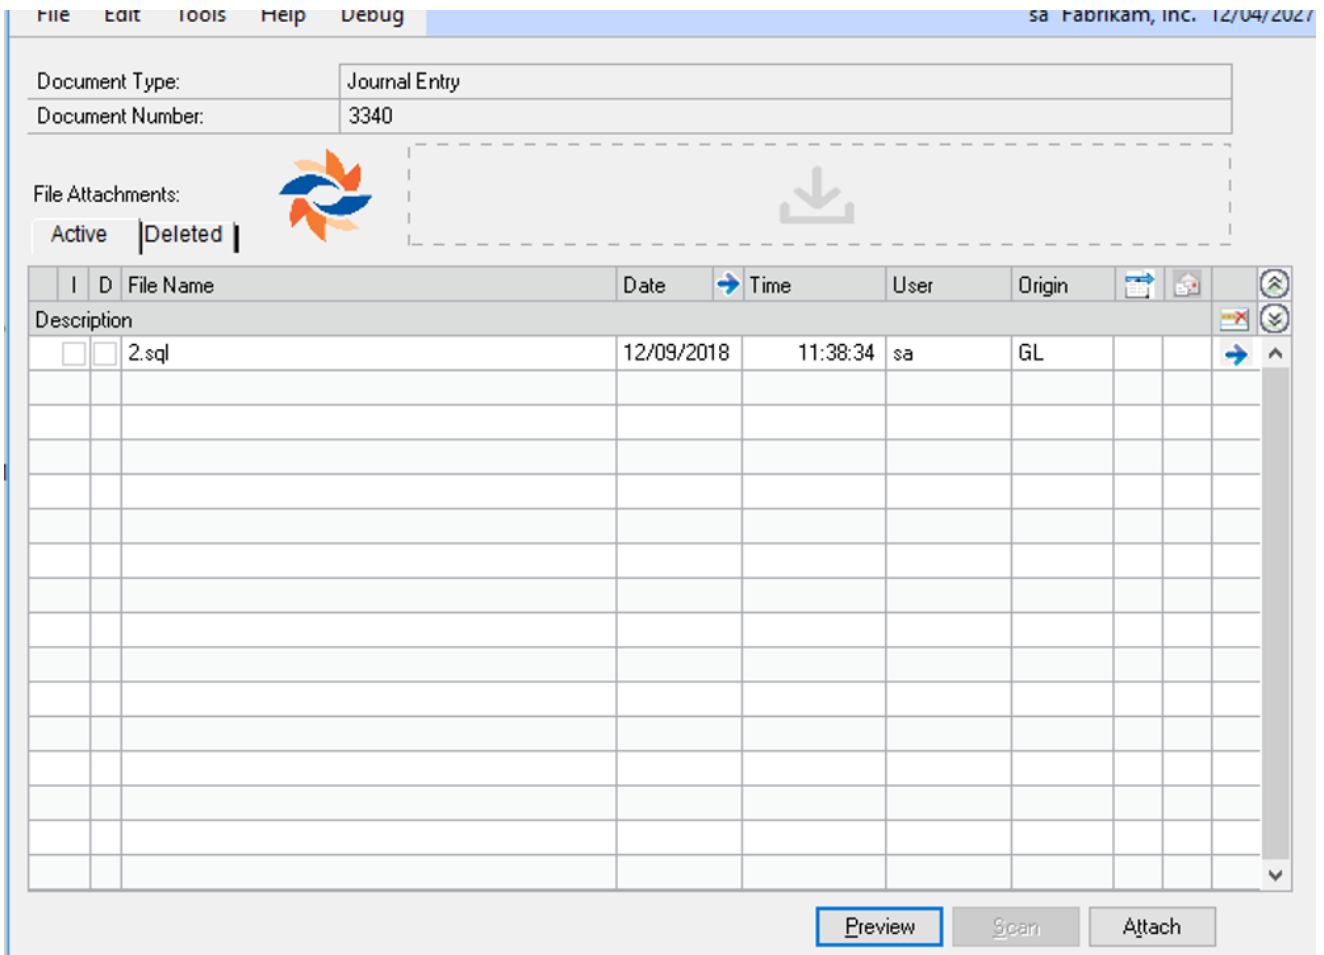 File Edit Tools Help Debug sa Fabrikam, Inc. 12/04/2027
Document Type: Journal Entry
Document Number: 3340
File Attachments:
Active Deleted
I D File Name Date Time User Origin
Description
2.sql 12/09/2018 11:38:34 sa GL
Preview Scan Attach